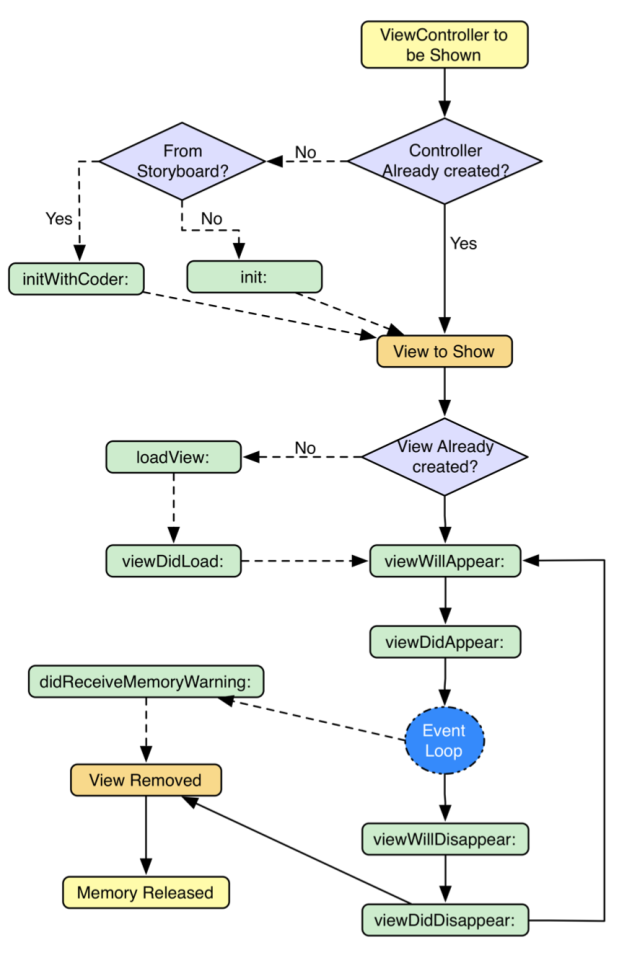 ViewController to
be Shown
From
Storyboard?
No
Controller
Already created?
Yes
No
Yes
initWithCoder:
init:
View to Show
loadView:
No
View Already
created?
viewDidLoad:
viewWillAppear:
viewDidAppear:
didReceiveMemoryWarning:
Event
Loop
View Removed
viewWillDisappear:
Memory Released
viewDidDisappear: